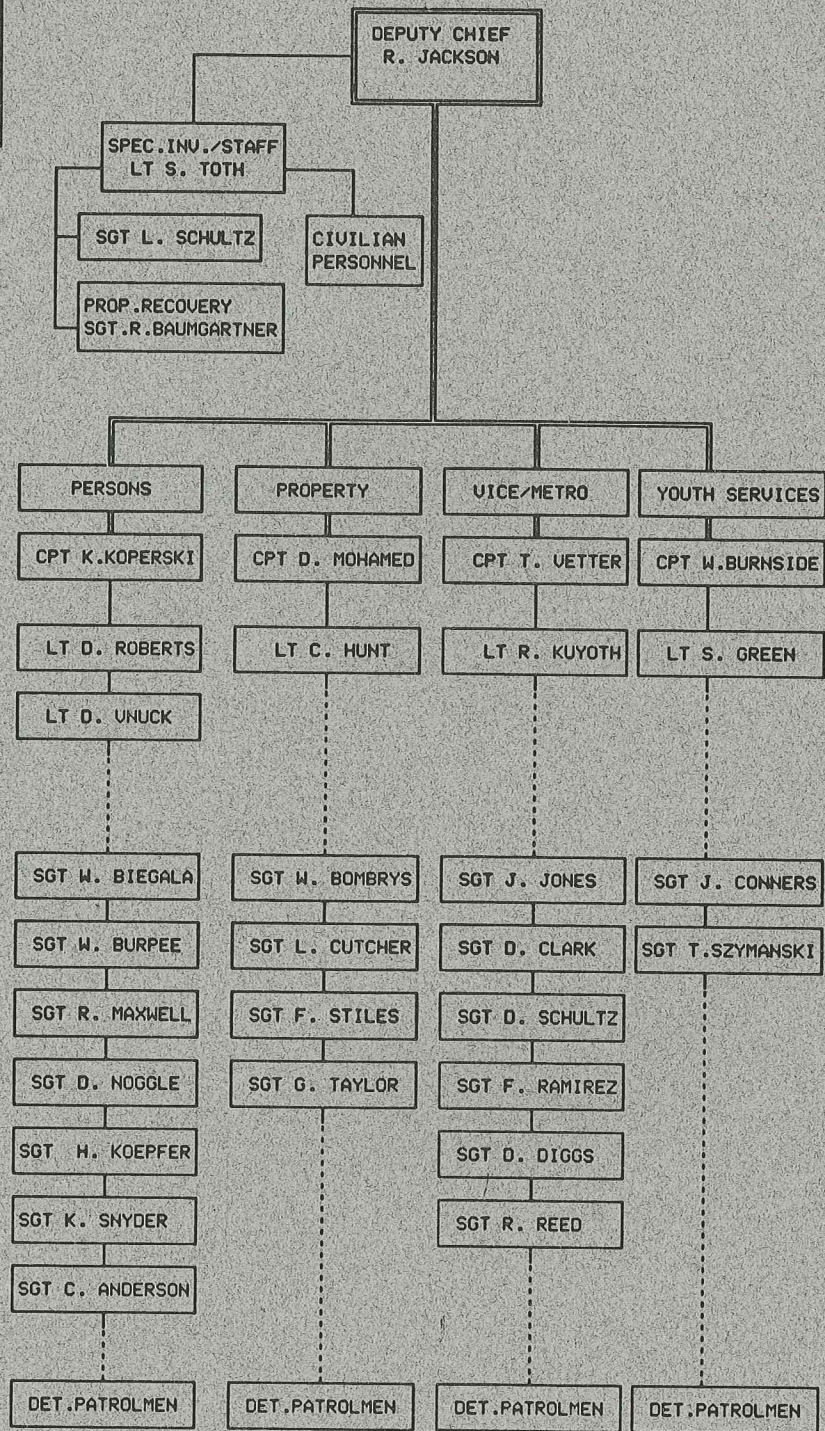 DEPUTY CHIEF
R. JACKSON
SPEC.INV./STAFF
LT S. TOTH
SGT L. SCHULTZ
CIVILIAN
PERSONNEL
PROP.RECOVERY
SGT.R.BAUMGARTNER
PERSONS
PROPERTY
VICE/METRO
YOUTH SERVICES
CPT K.KOPERSKI
CPT D. MOHAMED
CPT T. VETTER
CPT W.BURNSIDE
LT D. ROBERTS
LT C. HUNT
LT R. KUYOTH
LT S. GREEN
LT D. VNUCK
SGT W. BIEGALA
SGT W. BOMBRYS
SGT J. JONES
SGT J. CONNERS
SGT W. BURPEE
SGT L. CUTCHER
SGT D. CLARK
SGT T.SZYMANSKI
SGT R. MAXWELL
SGT F. STILES
SGT D. SCHULTZ
SGT D. NOGGLE
SGT G. TAYLOR
SGT F. RAMIREZ
SGT  H. KOEPFER
SGT D. DIGGS
SGT K. SNYDER
SGT R. REED
SGT C. ANDERSON
DET.PATROLMEN
DET.PATROLMEN
DET.PATROLMEN
DET.PATROLMEN